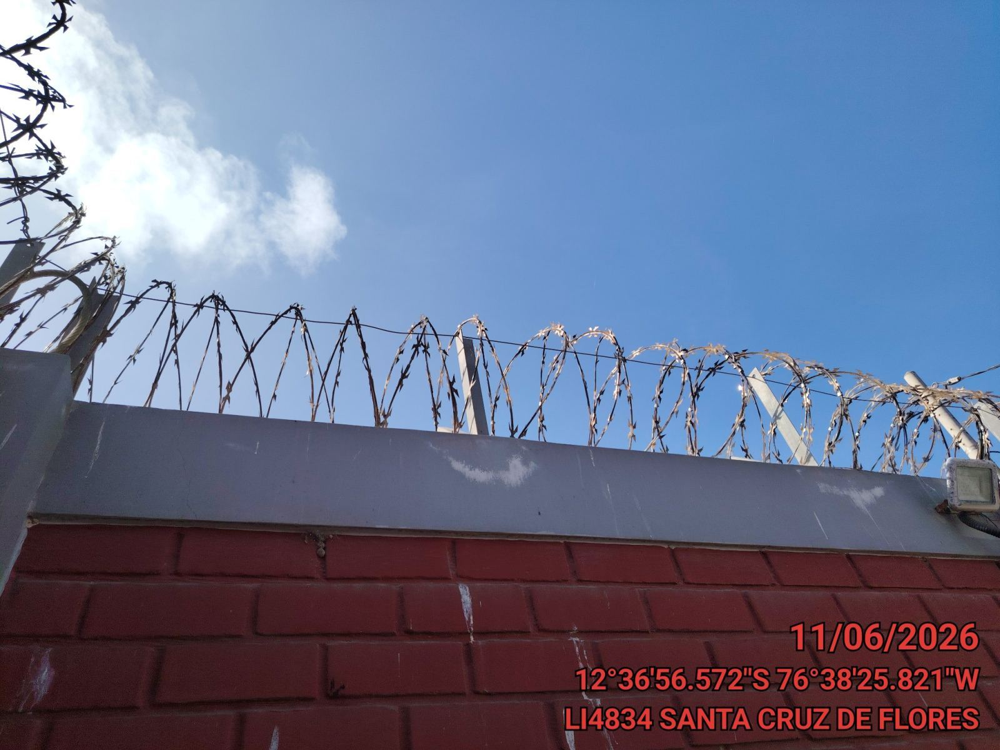 11/06/2026
12°36'56.572"S 76°38'25.821"W
LI4834 SANTA CRUZ DE FLORES